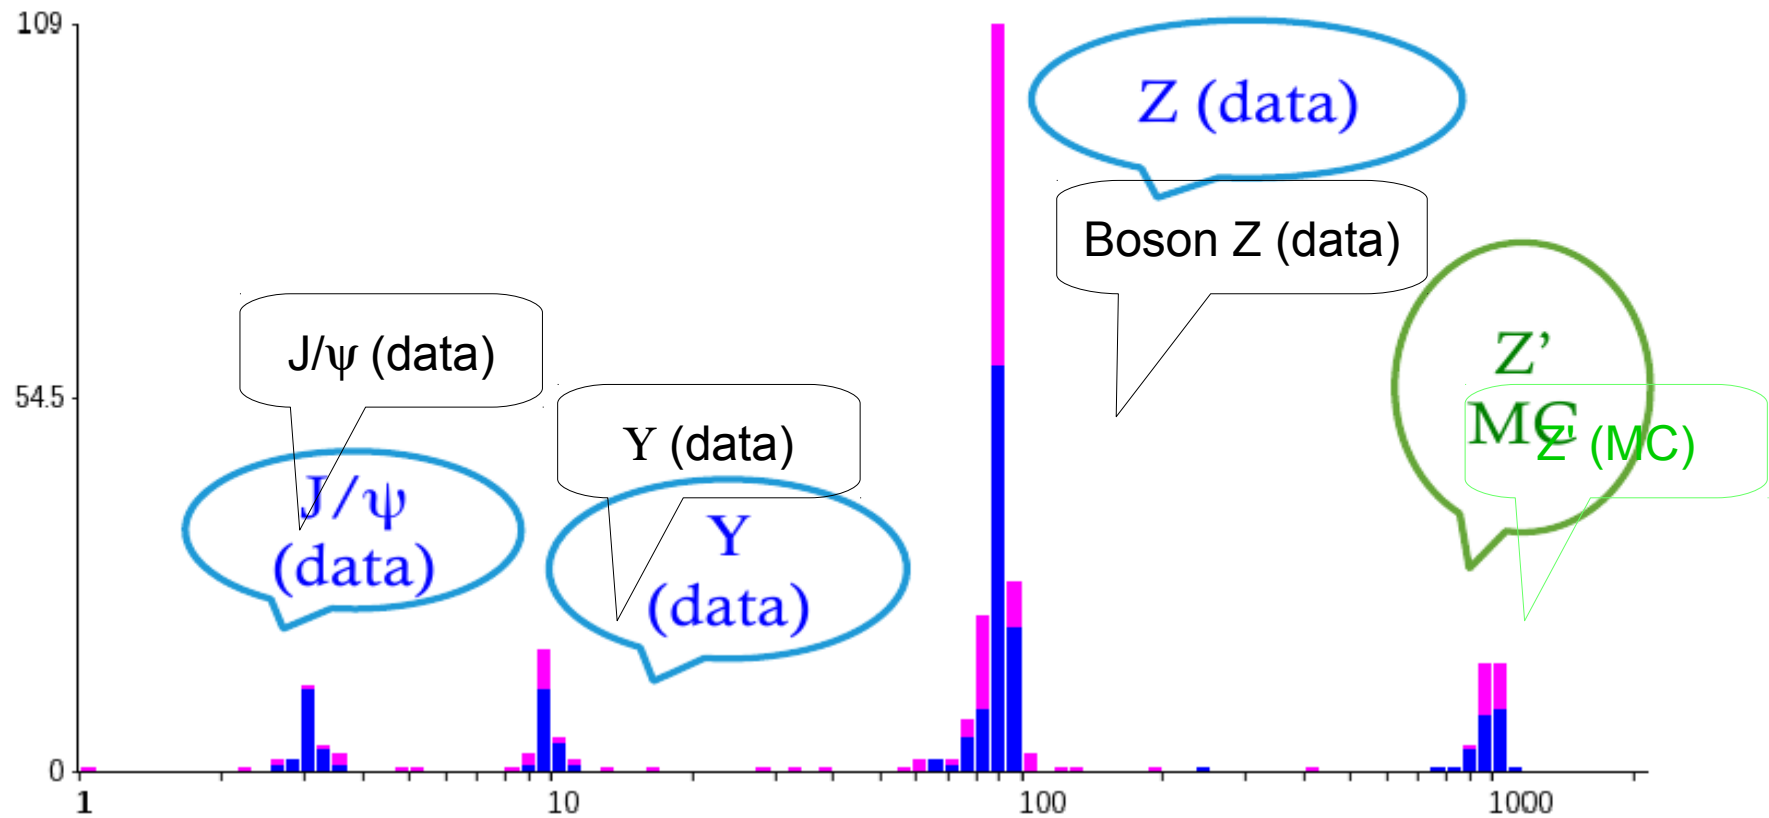 109
Z (data)
Boson Z (data)
J/ψ (data)
Z’
MC
54.5
Υ (data)
Z' (MC)
J/ψ
(data)
Υ
(data)
0
1
10
100
1000